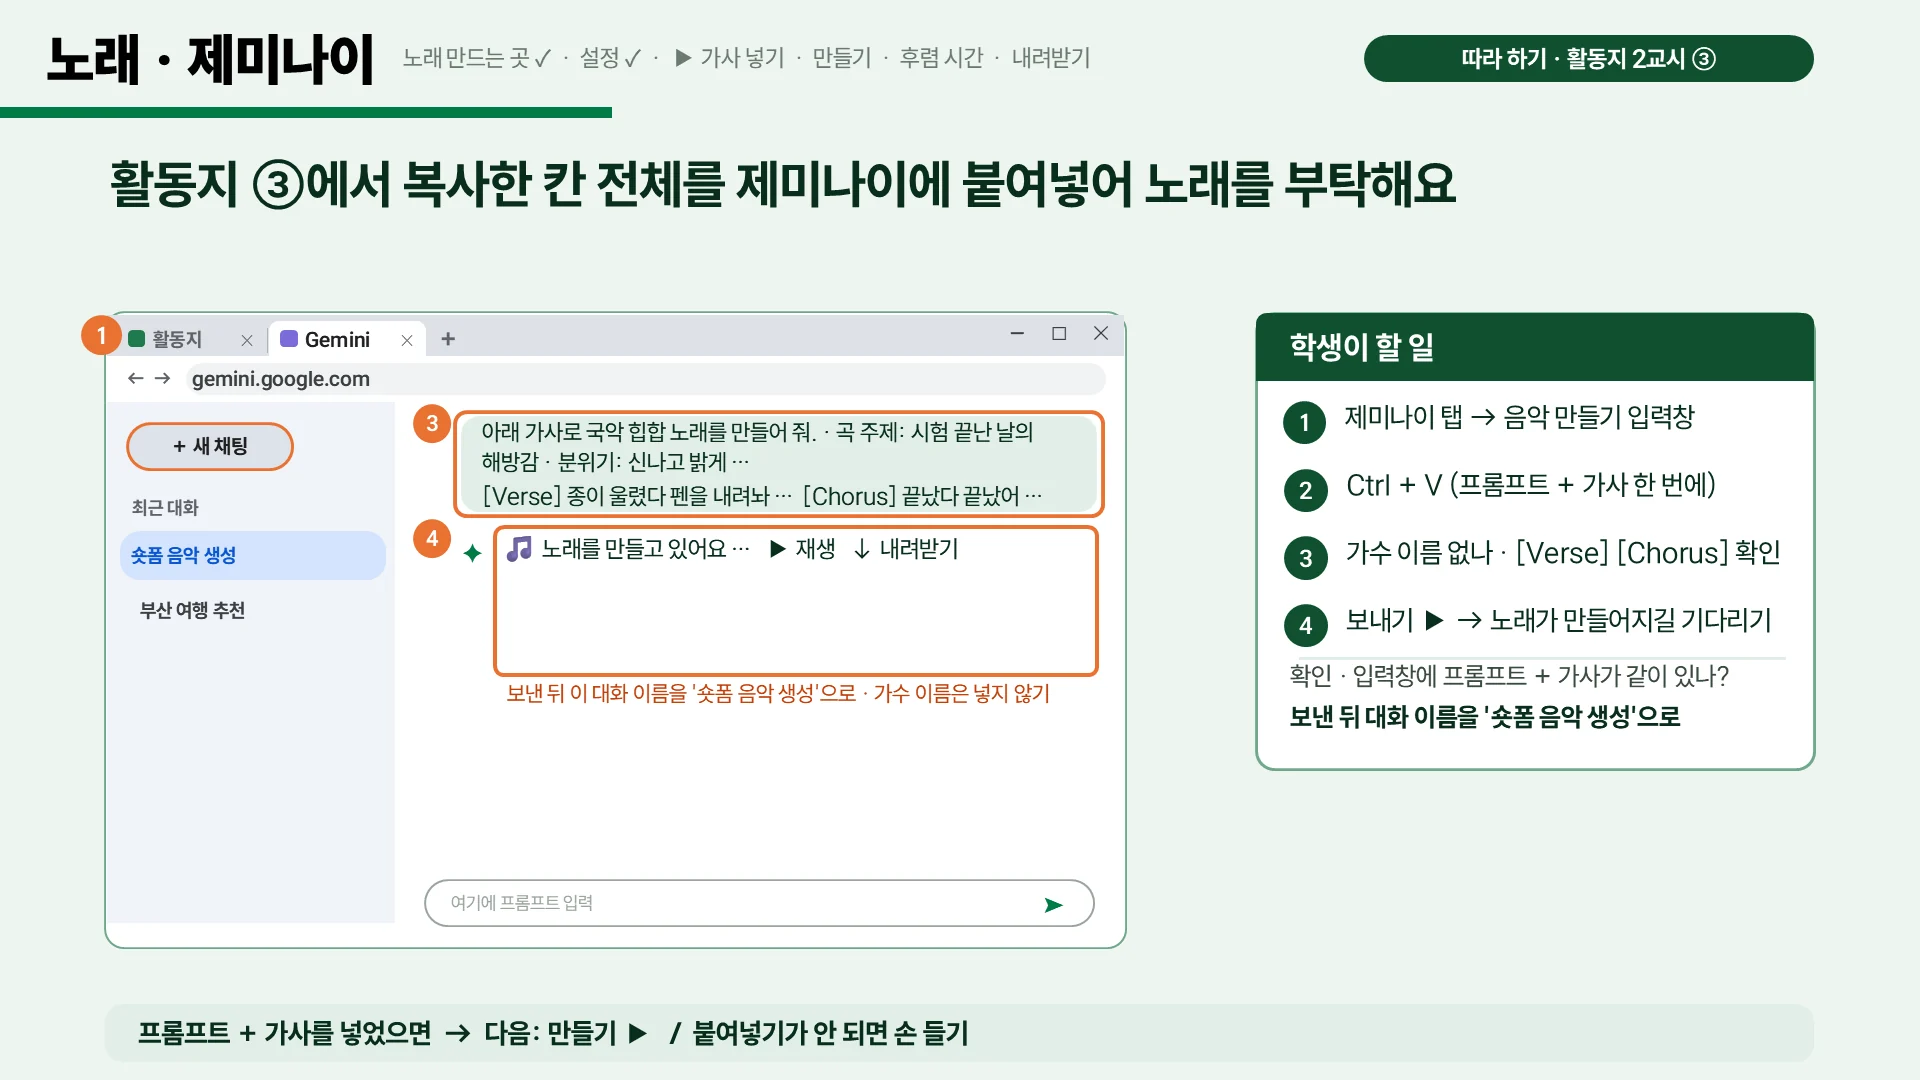 노래 · 제미나이
노래 만드는 곳 ✓ · 설정 ✓ · ▶ 가사 넣기 · 만들기 · 후렴 시간 · 내려받기
따라 하기 · 활동지 2교시 ③
활동지 ③에서 복사한 칸 전체를 제미나이에 붙여넣어 노래를 부탁해요
1
활동지 ×
Gemini × +
← → gemini.google.com
+ 새 채팅
최근 대화
숏폼 음악 생성
부산 여행 추천
3
아래 가사로 국악 힙합 노래를 만들어 줘. · 곡 주제: 시험 끝난 날의
해방감 · 분위기: 신나고 밝게 …
[Verse] 종이 울렸다 펜을 내려놔 … [Chorus] 끝났다 끝났어 …
4
🎵 노래를 만들고 있어요 … ▶ 재생 ↓ 내려받기
보낸 뒤 이 대화 이름을 '숏폼 음악 생성'으로 · 가수 이름은 넣지 않기
여기에 프롬프트 입력
학생이 할 일
1 제미나이 탭 → 음악 만들기 입력창
2 Ctrl + V (프롬프트 + 가사 한 번에)
3 가수 이름 없나 · [Verse] [Chorus] 확인
4 보내기 ▶ → 노래가 만들어지길 기다리기
확인 · 입력창에 프롬프트 + 가사가 같이 있나?
보낸 뒤 대화 이름을 '숏폼 음악 생성'으로
프롬프트 + 가사를 넣었으면 → 다음: 만들기 ▶ / 붙여넣기가 안 되면 손 들기